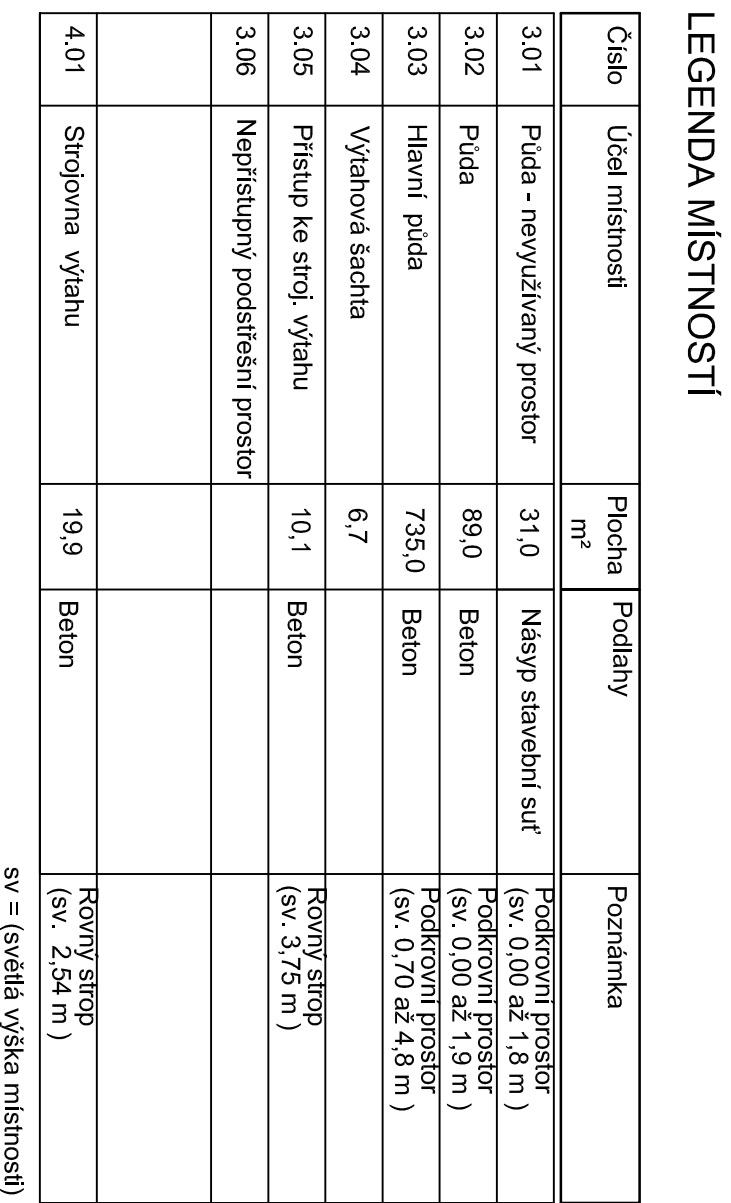 LEGENDA MÍSTNOSTÍ
Číslo Účel místnosti Plocha m² Podlahy Poznámka
3.01 Půda - nevyužívaný prostor 31,0 Násyp stavební suť Podkrovní prostor
(sv. 0,00 až 1,8 m )
3.02 Půda 89,0 Beton Podkrovní prostor
(sv. 0,00 až 1,9 m )
3.03 Hlavní půda 735,0 Beton Podkrovní prostor
(sv. 0,70 až 4,8 m )
3.04 Výtahová šachta 6,7
3.05 Přístup ke stroj. výtahu 10,1 Beton Rovný strop
(sv. 3,75 m )
3.06 Nepřístupný podstřešní prostor
4.01 Strojovna výtahu 19,9 Beton Rovný strop
(sv. 2,54 m )
sv = (světlá výška místnosti)